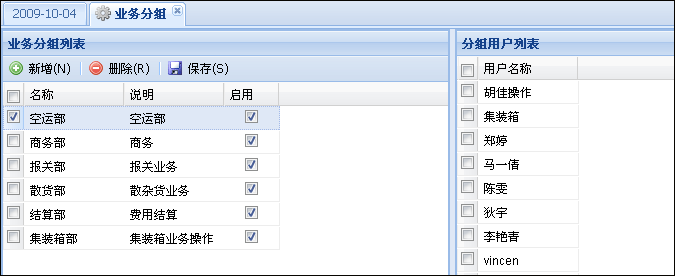 2009-10-04 业务分组
业务分组列表
新增(N) 删除(R) 保存(S)
名称 说明 启用
空运部 空运部
商务部 商务
报关部 报关业务
散货部 散杂货业务
结算部 费用结算
集装箱部 集装箱业务操作
分组用户列表
用户名称
胡佳操作
集装箱
郑婷
马一倩
陈雯
狄宇
李艳青
vincen